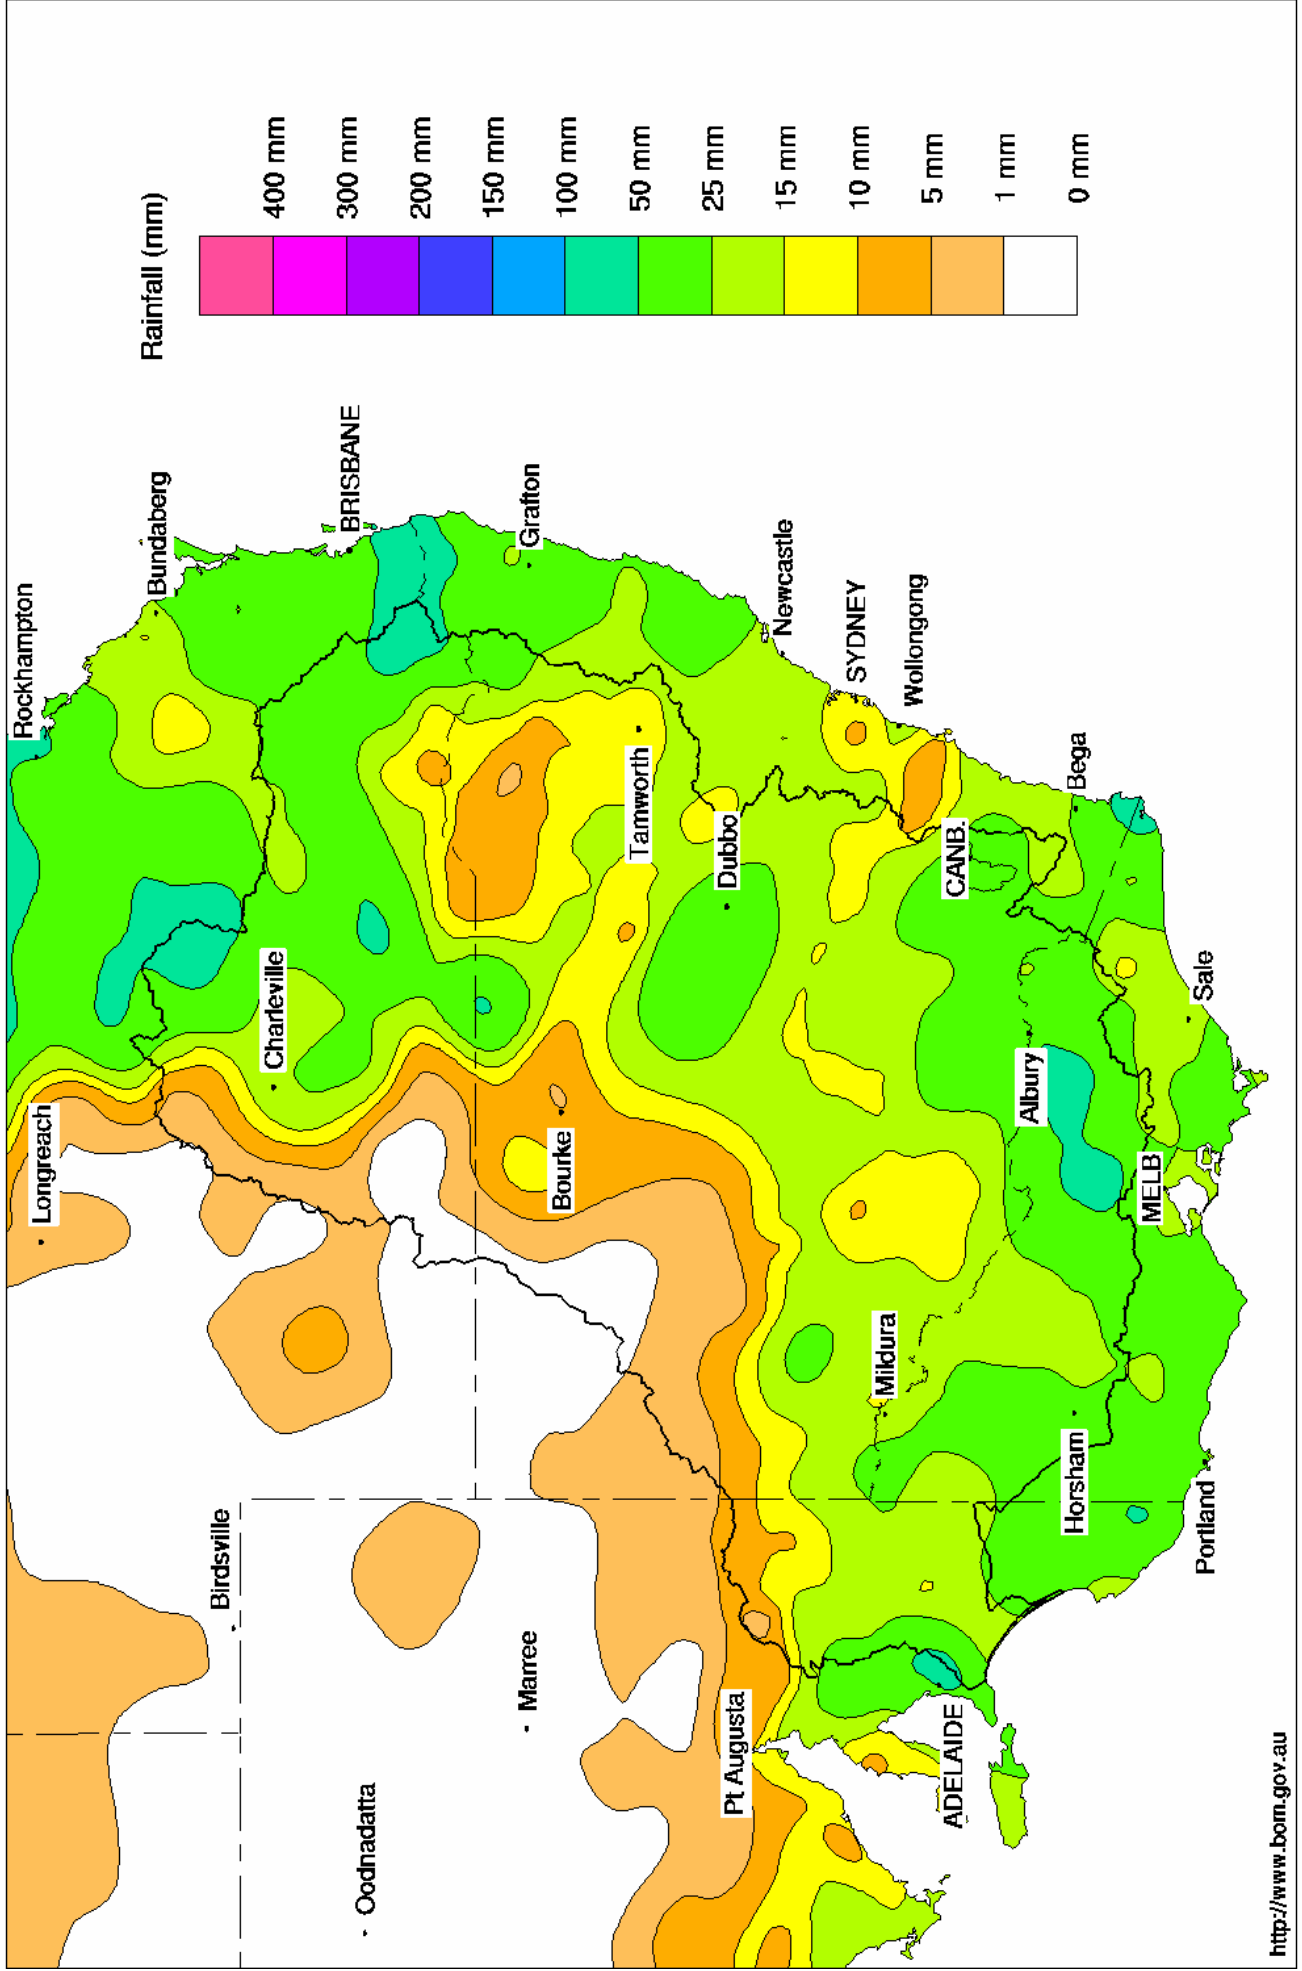 Rainfall (mm)
400 mm
300 mm
200 mm
150 mm
100 mm
50 mm
25 mm
15 mm
10 mm
5 mm
1 mm
0 mm
Rockhampton
Bundaberg
BRISBANE
Grafton
Newcastle
SYDNEY
Wollongong
Bega
Longreach
Charleville
Tamworth
Dubbo
CANB.
Bourke
Albury
Sale
MELB
Birdsville
Mildura
Horsham
Portland
Oodnadatta
Marree
Pt Augusta
ADELAIDE
http://www.bom.gov.au